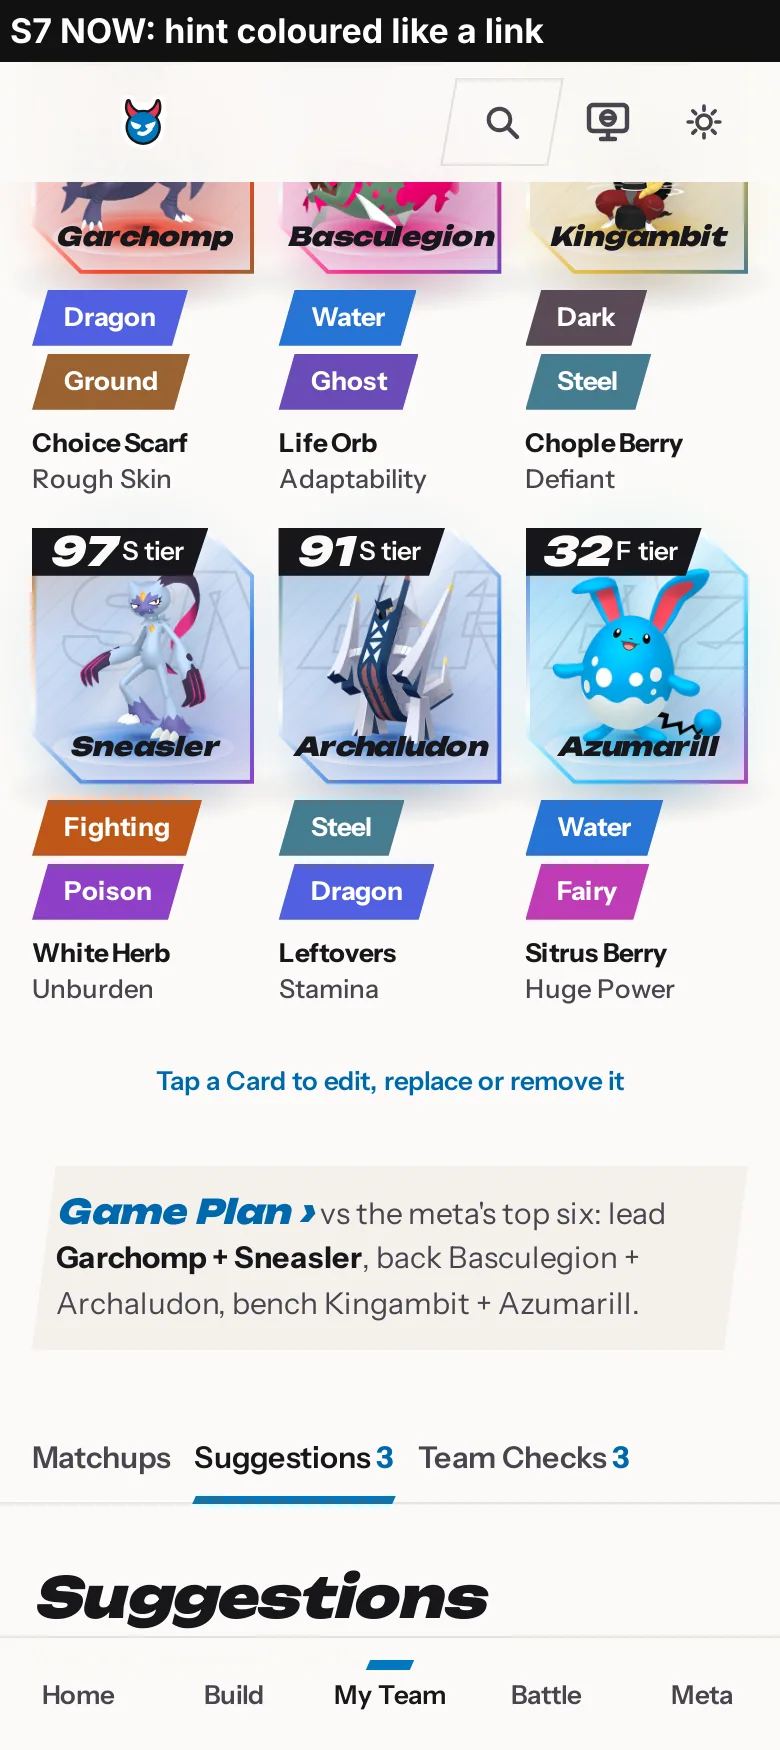 S7 NOW: hint coloured like a link
Garchomp Basculegion Kingambit
Dragon Water Dark
Ground Ghost Steel
Choice Scarf Life Orb Chople Berry
Rough Skin Adaptability Defiant
97 S tier 91 S tier 32 F tier
Sneasler Archaludon Azumarill
Fighting Steel Water
Poison Dragon Fairy
White Herb Leftovers Sitrus Berry
Unburden Stamina Huge Power
Tap a Card to edit, replace or remove it
Game Plan › vs the meta's top six: lead
Garchomp + Sneasler, back Basculegion +
Archaludon, bench Kingambit + Azumarill.
Matchups Suggestions 3 Team Checks 3
Suggestions
Home Build My Team Battle Meta